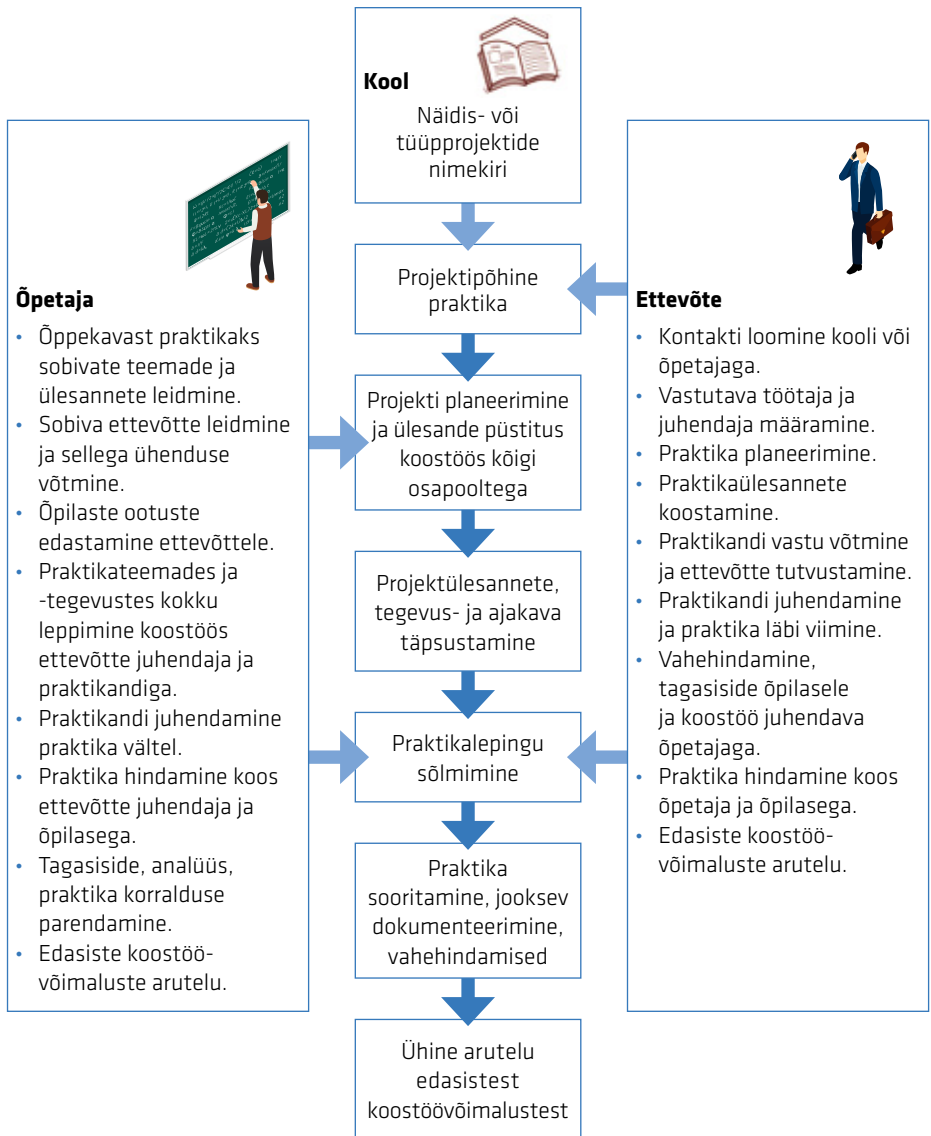 Kool
Näidis- või
tüüpprojektide
nimekiri
Projektipõhine
praktika
Projekti planeerimine
ja ülesande püstitus
koostöös kõigi
osapooltega
Projektülesannete,
tegevus- ja ajakava
täpsustamine
Praktikalepingu
sõlmimine
Praktika
sooritamine, jooksev
dokumenteerimine,
vahehindamised
Ühine arutelu
edasistest
koostöövõimalustest
Õpetaja
• Õppekavast praktikaks
sobivate teemade ja
ülesannete leidmine.
• Sobiva ettevõtte leidmine
ja sellega ühenduse
võtmine.
• Õpilaste ootuste
edastamine ettevõttele.
• Praktikateemades ja
-tegevustes kokku
leppimine koostöös
ettevõtte juhendaja ja
praktikandiga.
• Praktikandi juhendamine
praktika vältel.
• Praktika hindamine koos
ettevõtte juhendaja ja
õpilasega.
• Tagasiside, analüüs,
praktika korralduse
parendamine.
• Edasiste koostöö-
võimaluste arutelu.
Ettevõte
• Kontakti loomine kooli või
õpetajaga.
• Vastutava töötaja ja
juhendaja määramine.
• Praktika planeerimine.
• Praktikaülesannete
koostamine.
• Praktikandi vastu võtmine
ja ettevõtte tutvustamine.
• Praktikandi juhendamine
ja praktika läbi viimine.
• Vahehindamine,
tagasiside õpilasele
ja koostöö juhendava
õpetajaga.
• Praktika hindamine koos
õpetaja ja õpilasega.
• Edasiste koostöö-
võimaluste arutelu.